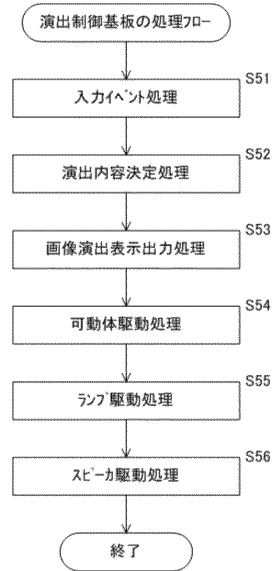 演出制御基板の処理ﾌﾛｰ
S51
入力ｲﾍﾞﾝﾄ処理
S52
演出内容決定処理
S53
画像演出表示出力処理
S54
可動体駆動処理
S55
ﾗﾝﾌﾟ駆動処理
S56
ｽﾋﾟｰｶ駆動処理
終了